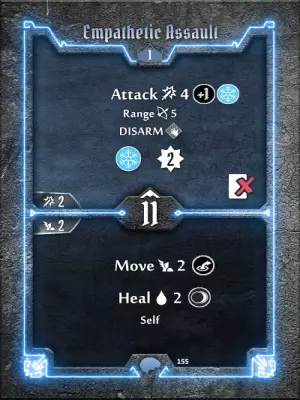 Empathetic Assault
1
Attack 4 +1
Range 5
DISARM
2
2
11
2
Move 2
Heal 2
Self
155